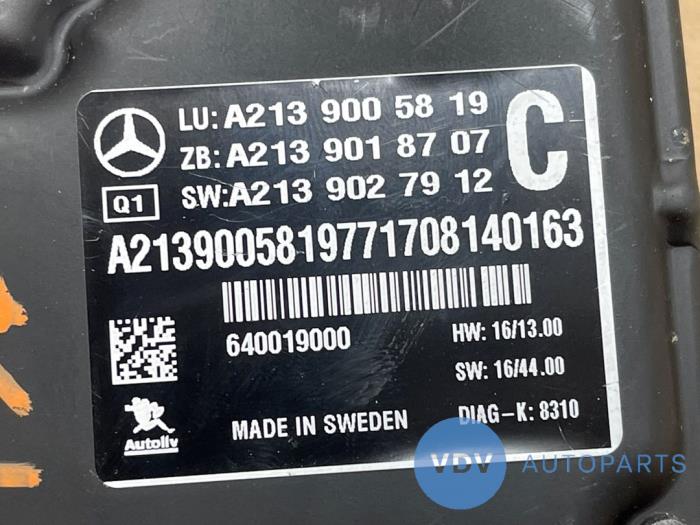 LU: A213 900 58 19
ZB: A213 901 87 07
C
Q1
SW: A213 902 79 12
A2139005819771708140163
640019000
HW: 16/13.00
SW: 16/44.00
Autoliv
MADE IN SWEDEN
DIAG-K: 8310
VDV AUTOPARTS